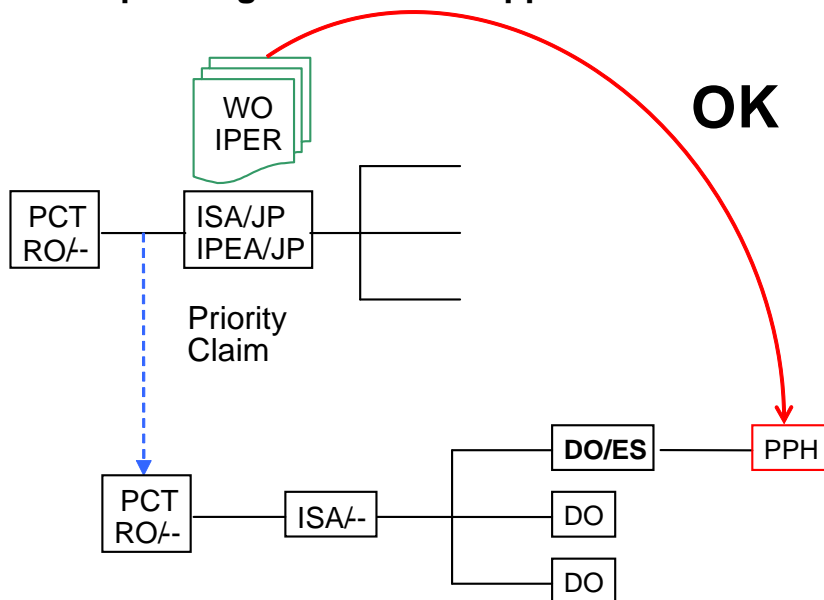 OK
WO
IPER
PCT
RO/--
ISA/JP
IPEA/JP
Priority
Claim
DO/ES
PPH
PCT
RO/--
ISA/--
DO
DO